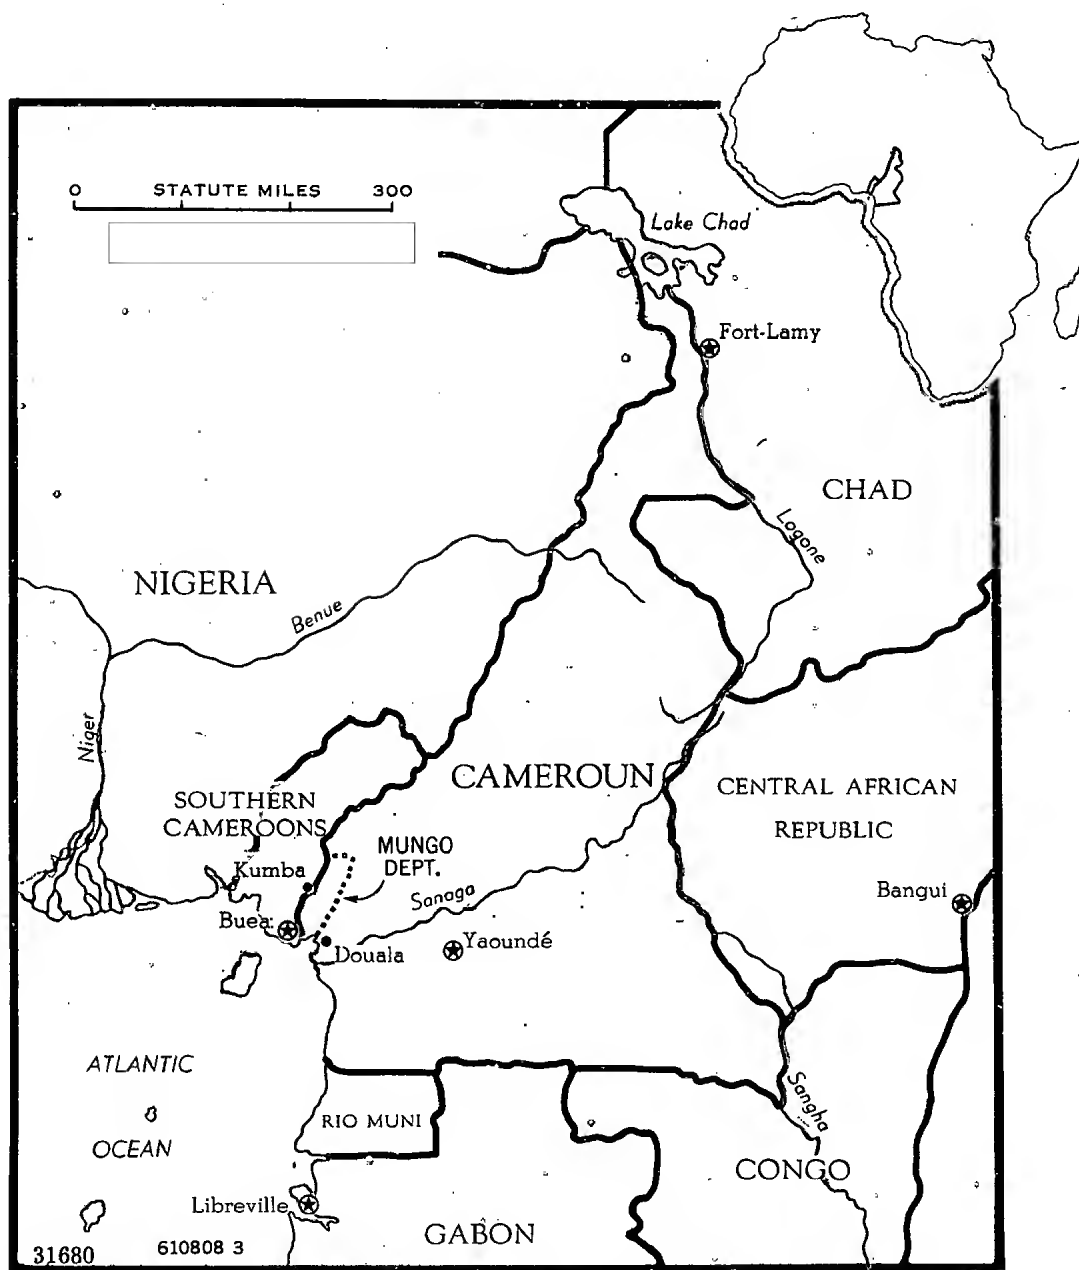 0 STATUTE MILES 300
Lake Chad
Fort-Lamy
CHAD
Logone
NIGERIA
Benue
Niger
CAMEROUN
CENTRAL AFRICAN
REPUBLIC
SOUTHERN
CAMEROONS
MUNGO
DEPT.
Kumba
Sanaga
Bangui
Buea
Yaoundé
Douala
ATLANTIC
OCEAN
Sangha
RIO MUNI
CONGO
Libreville
GABON
31680
610808 3